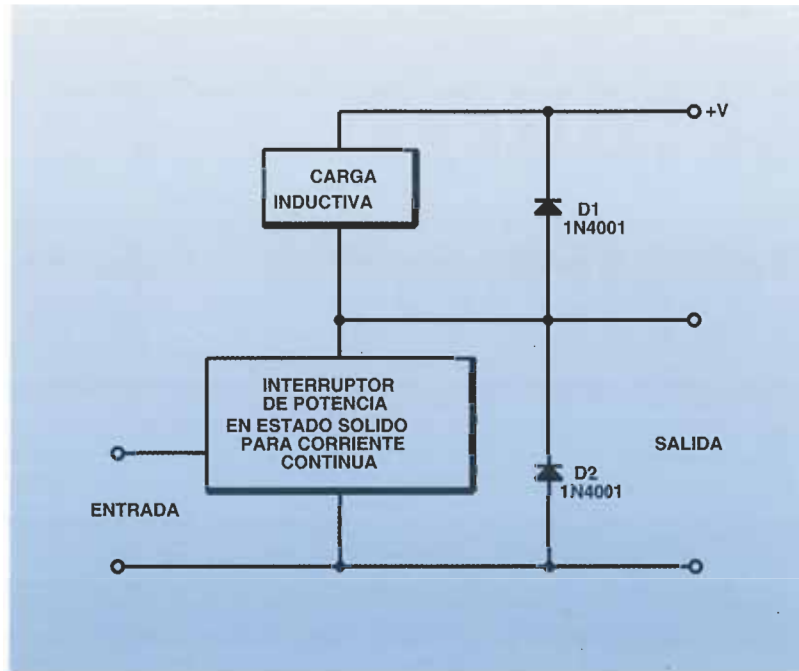 +V
CARGA
INDUCTIVA
D1
1N4001
INTERRUPTOR
DE POTENCIA
EN ESTADO SOLIDO
PARA CORRIENTE
CONTINUA
SALIDA
D2
1N4001
ENTRADA